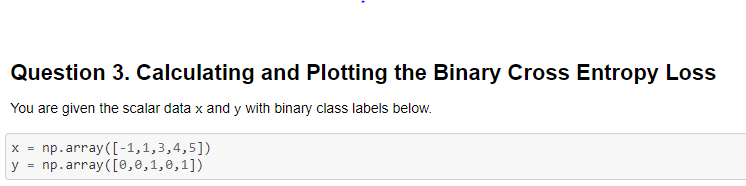 Question 3. Calculating and Plotting the Binary Cross Entropy Loss
You are given the scalar data x and y with binary class labels below.
x = np.array([-1,1,3,4,5])
y = np.array([0,0,1,0,1])